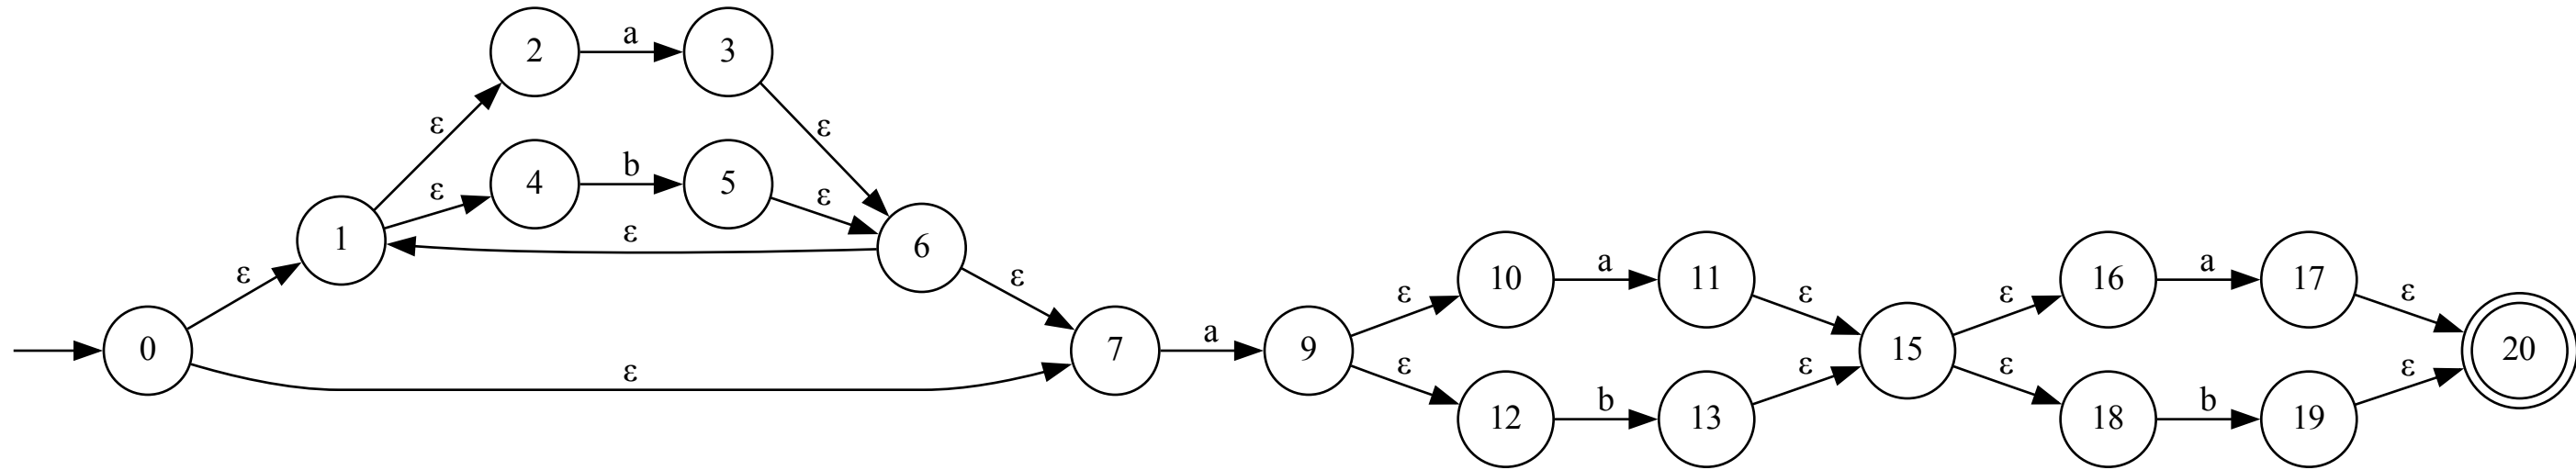 2 a 3
ε ε
4 b 5
ε ε
1 ε 6
ε ε
10 a 11 16 a 17
ε ε ε ε
0 ε 7 a 9 15 20
ε ε ε ε
12 b 13 18 b 19